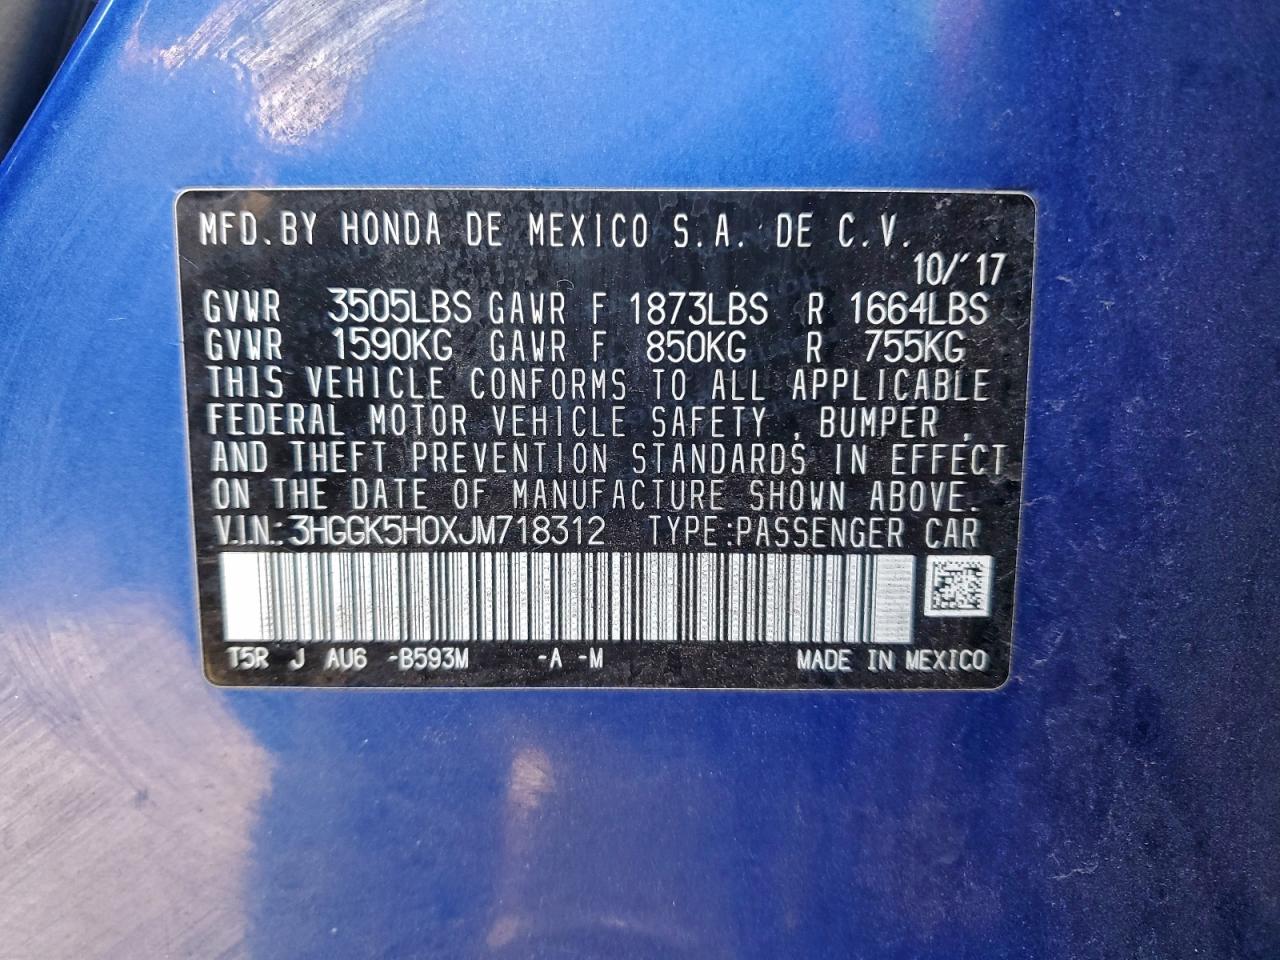 MFD.BY HONDA DE MEXICO S.A. DE C.V.
10/'17
GVWR 3505LBS GAWR F 1873LBS R 1664LBS
GVWR 1590KG GAWR F 850KG R 755KG
THIS VEHICLE CONFORMS TO ALL APPLICABLE
FEDERAL MOTOR VEHICLE SAFETY , BUMPER ,
AND THEFT PREVENTION STANDARDS IN EFFECT
ON THE DATE OF MANUFACTURE SHOWN ABOVE.
V.I.N.: 3HGGK5H0XJM718312 TYPE:PASSENGER CAR
T5R J AU6 -B593M -A -M MADE IN MEXICO